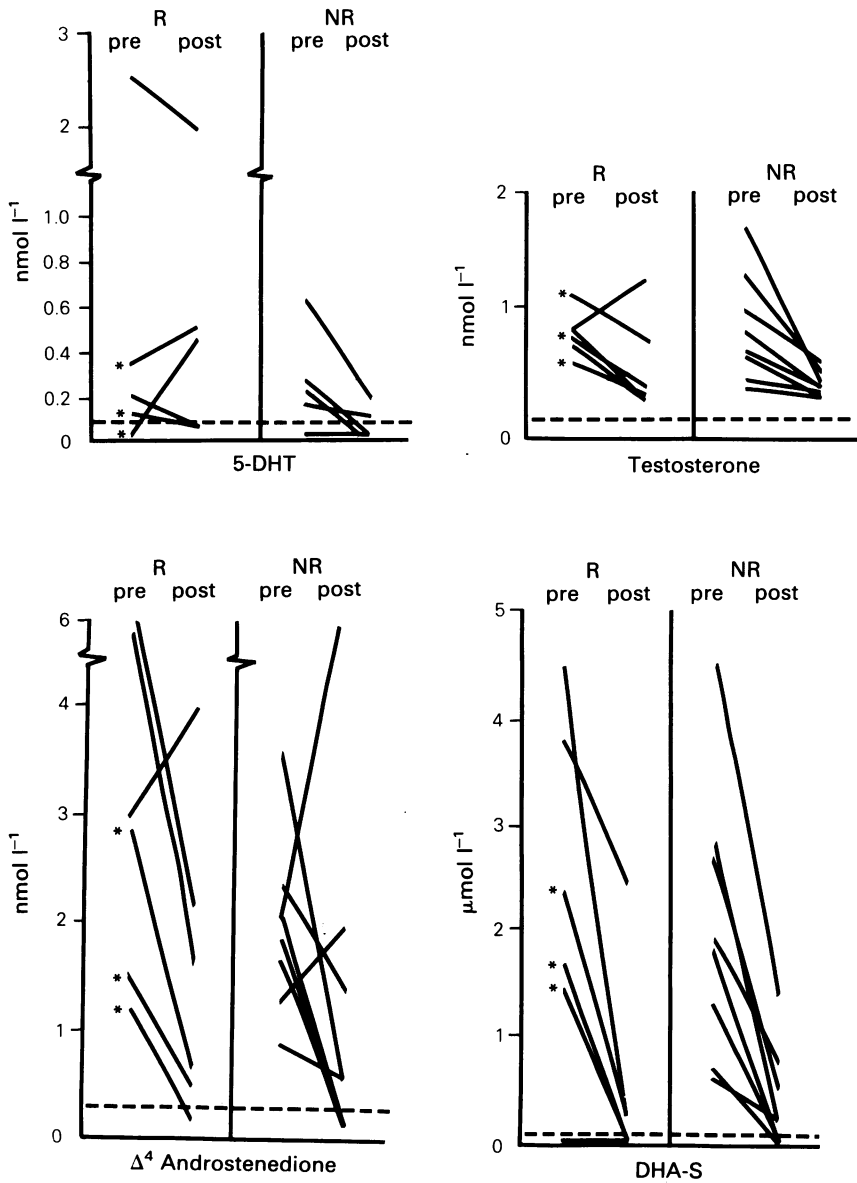 R NR
pre post pre post
3
2
1.0
0.8
0.6
0.4
0.2
0
nmol l⁻¹
*
*
*
5-DHT
R NR
pre post pre post
2
1
0
nmol l⁻¹
*
*
*
Testosterone
R NR
pre post pre post
6
4
3
2
1
0
nmol l⁻¹
*
*
*
Δ⁴ Androstenedione
R NR
pre post pre post
5
4
3
2
1
0
μmol l⁻¹
*
*
*
DHA-S